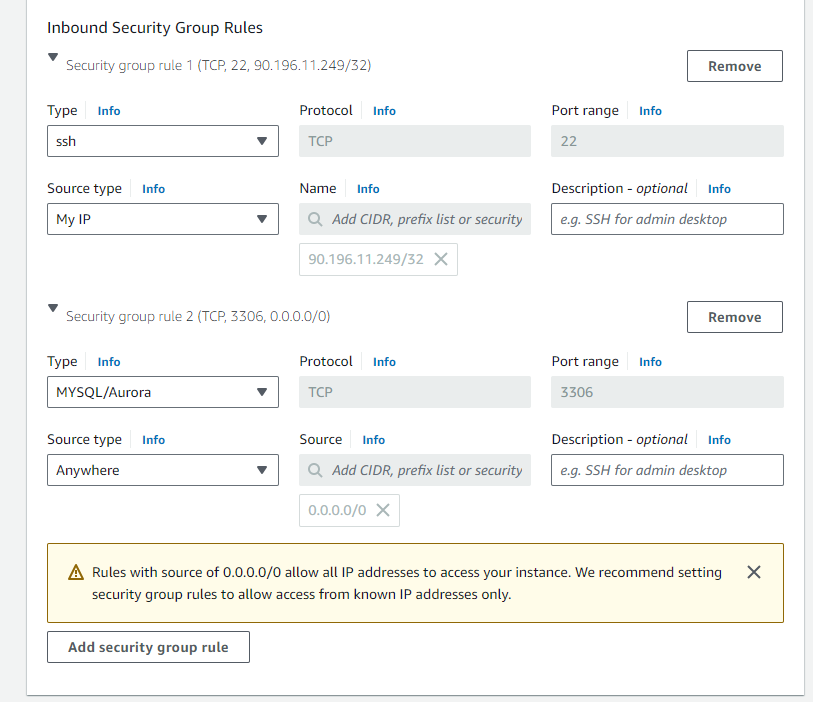 Inbound Security Group Rules
Security group rule 1 (TCP, 22, 90.196.11.249/32)
Remove
Type Info Protocol Info Port range Info
ssh TCP 22
Source type Info Name Info Description - optional Info
My IP Add CIDR, prefix list or security e.g. SSH for admin desktop
90.196.11.249/32
Security group rule 2 (TCP, 3306, 0.0.0.0/0)
Remove
Type Info Protocol Info Port range Info
MYSQL/Aurora TCP 3306
Source type Info Source Info Description - optional Info
Anywhere Add CIDR, prefix list or security e.g. SSH for admin desktop
0.0.0.0/0
Rules with source of 0.0.0.0/0 allow all IP addresses to access your instance. We recommend setting
security group rules to allow access from known IP addresses only.
Add security group rule